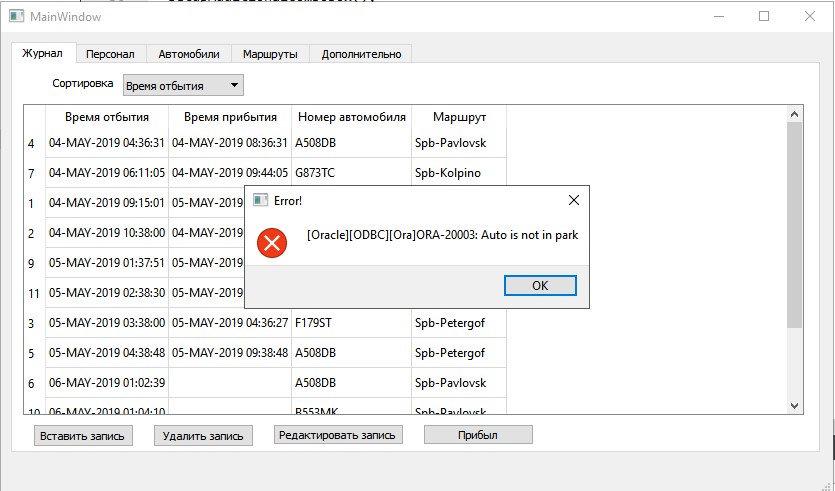 MainWindow
Журнал Персонал Автомобили Маршруты Дополнительно
Сортировка Время отбытия
Время отбытия Время прибытия Номер автомобиля Маршрут
4 04-MAY-2019 04:36:31 04-MAY-2019 08:36:31 A508DB Spb-Pavlovsk
7 04-MAY-2019 06:11:05 04-MAY-2019 09:44:05 G873TC Spb-Kolpino
1 04-MAY-2019 09:15:01 05-MAY
2 04-MAY-2019 10:38:00 04-MAY
9 05-MAY-2019 01:37:51 05-MAY
11 05-MAY-2019 02:38:30 05-MAY
3 05-MAY-2019 03:38:00 05-MAY-2019 04:36:27 F179ST Spb-Petergof
5 05-MAY-2019 04:38:48 05-MAY-2019 09:38:48 A508DB Spb-Petergof
6 06-MAY-2019 01:02:39 A508DB Spb-Pavlovsk
10 06-MAY-2019 01:04:10 B553MK Spb-Pavlovsk
Error!
[Oracle][ODBC][Ora]ORA-20003: Auto is not in park
OK
Вставить запись Удалить запись Редактировать запись Прибыл